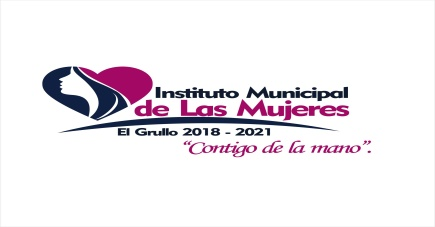 Instituto Municipal
de Las Mujeres
El Grullo 2018 - 2021
"Contigo de la mano".